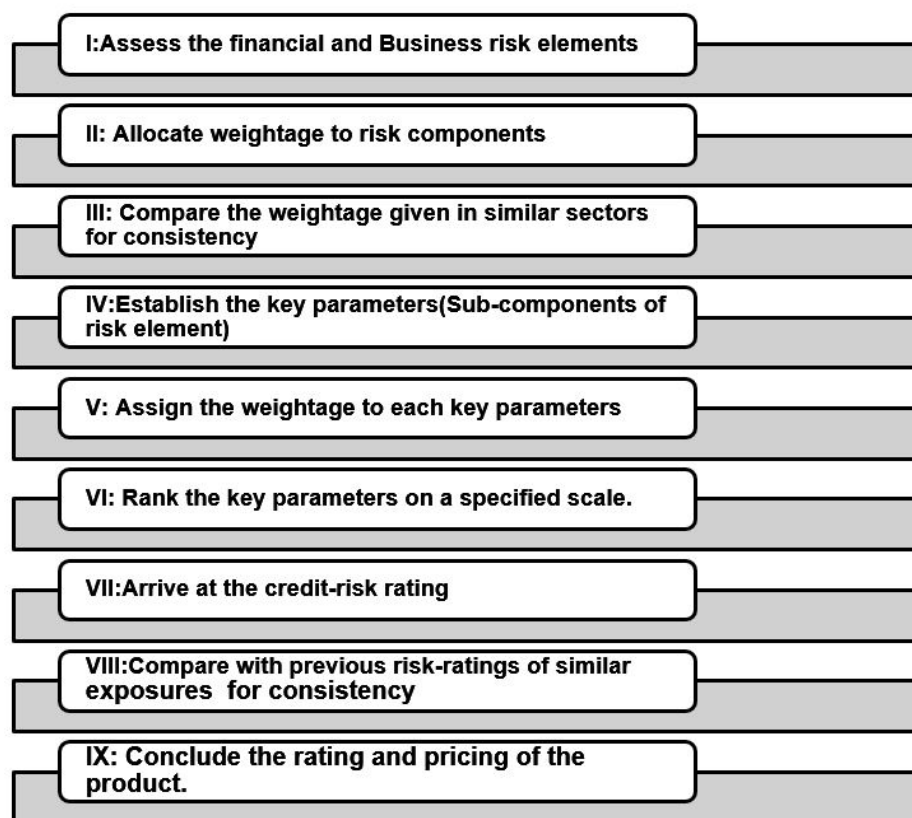 I:Assess the financial and Business risk elements
II: Allocate weightage to risk components
III: Compare the weightage given in similar sectors
for consistency
IV:Establish the key parameters(Sub-components of
risk element)
V: Assign the weightage to each key parameters
VI: Rank the key parameters on a specified scale.
VII:Arrive at the credit-risk rating
VIII:Compare with previous risk-ratings of similar
exposures for consistency
IX: Conclude the rating and pricing of the
product.